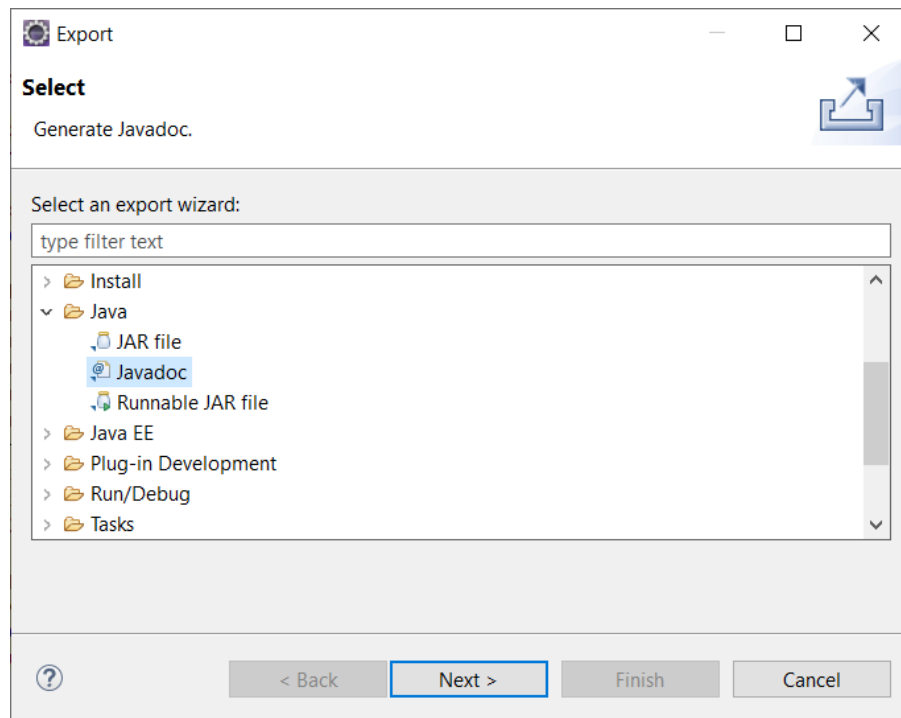 Export
Select
Generate Javadoc.
Select an export wizard:
type filter text
Install
Java
JAR file
Javadoc
Runnable JAR file
Java EE
Plug-in Development
Run/Debug
Tasks
< Back Next > Finish Cancel